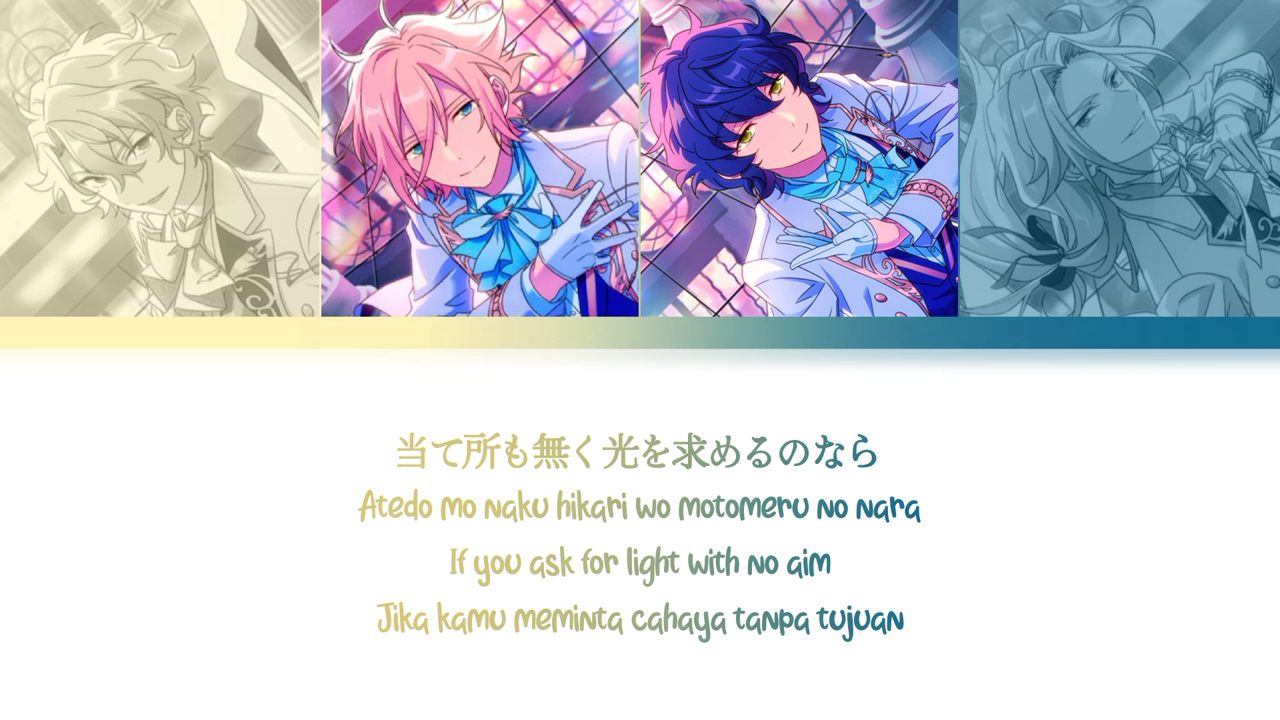 当て所も無く光を求めるのなら
Atedo mo naku hikari wo motomeru no nara
If you ask for light with no aim
Jika kamu meminta cahaya tanpa tujuan